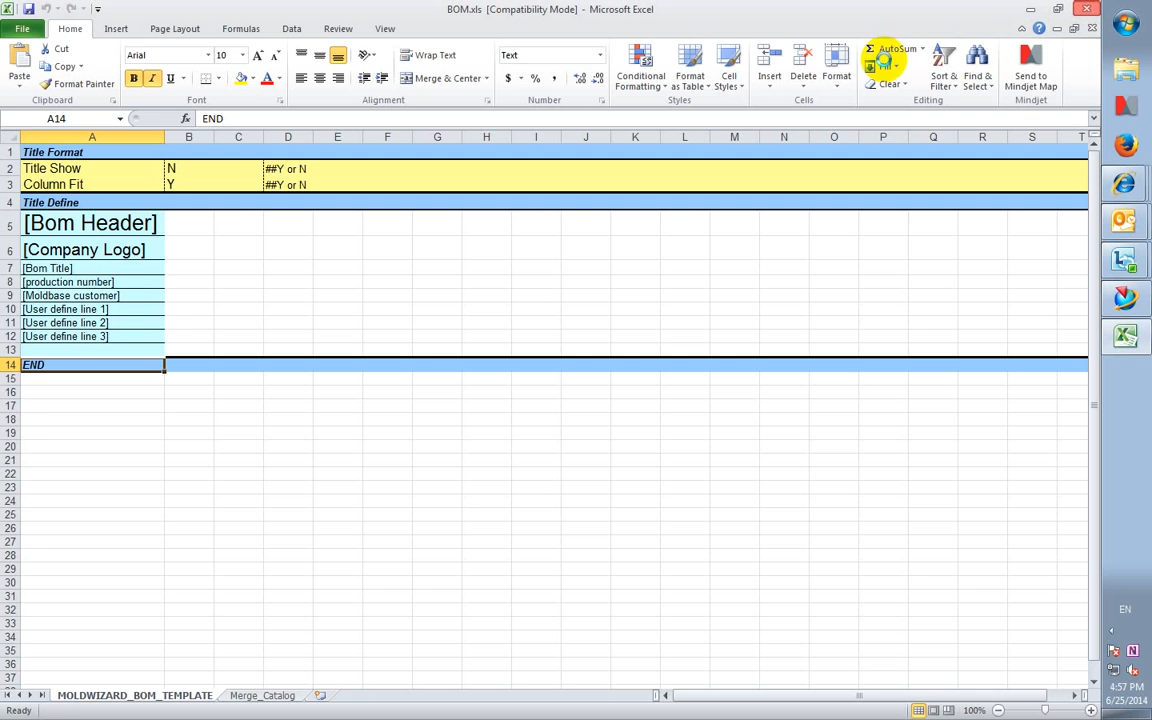 BOM.xls [Compatibility Mode] - Microsoft Excel
File Home Insert Page Layout Formulas Data Review View
Paste
Cut
Copy
Format Painter
Clipboard
Arial 10
B I U
Font
Wrap Text
Merge & Center
Alignment
Text
$ % ,
Number
Conditional Formatting
Format as Table
Cell Styles
Styles
Insert
Delete
Format
Cells
Σ AutoSum
Clear
Sort & Filter
Find & Select
Editing
Send to Mindjet Map
Mindjet
A14 fx END
A B C D E F G H I J K L M N O P Q R S T
1 Title Format
2 Title Show N ##Y or N
3 Column Fit Y ##Y or N
4 Title Define
5 [Bom Header]
6 [Company Logo]
7 [Bom Title]
8 [production number]
9 [Moldbase customer]
10 [User define line 1]
11 [User define line 2]
12 [User define line 3]
13
14 END
15
16
17
18
19
20
21
22
23
24
25
26
27
28
29
30
31
32
33
34
35
36
37
MOLDWIZARD_BOM_TEMPLATE Merge_Catalog
Ready 100%
EN
4:57 PM
6/25/2014